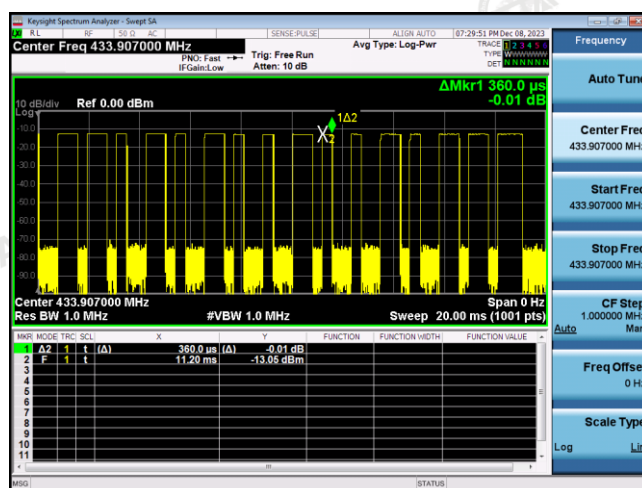 Keysight Spectrum Analyzer - Swept SA
RL RF 50 Ω AC SENSE:PULSE ALIGN AUTO 07:29:51 PM Dec 08, 2023
Center Freq 433.907000 MHz
PNO: Fast
IFGain:Low
Trig: Free Run
Atten: 10 dB
Avg Type: Log-Pwr
TRACE 1 2 3 4 5 6
TYPE WWWWWW
DET NNNNNN
Frequency
Auto Tune
Center Freq
433.907000 MHz
Start Freq
433.907000 MHz
Stop Freq
433.907000 MHz
CF Step
1.000000 MHz
Auto Man
Freq Offset
0 Hz
Scale Type
Log Lin
ΔMkr1 360.0 µs
-0.01 dB
10 dB/div Ref 0.00 dBm
Log
1Δ2
2
-10.0
-20.0
-30.0
-40.0
-50.0
-60.0
-70.0
-80.0
-90.0
Center 433.907000 MHz Span 0 Hz
Res BW 1.0 MHz #VBW 1.0 MHz Sweep 20.00 ms (1001 pts)
MKR MODE TRC SCL X Y FUNCTION FUNCTION WIDTH FUNCTION VALUE
1 Δ2 1 t (Δ) 360.0 µs (Δ) -0.01 dB
2 F 1 t 11.20 ms -13.05 dBm
3
4
5
6
7
8
9
10
11
MSG STATUS